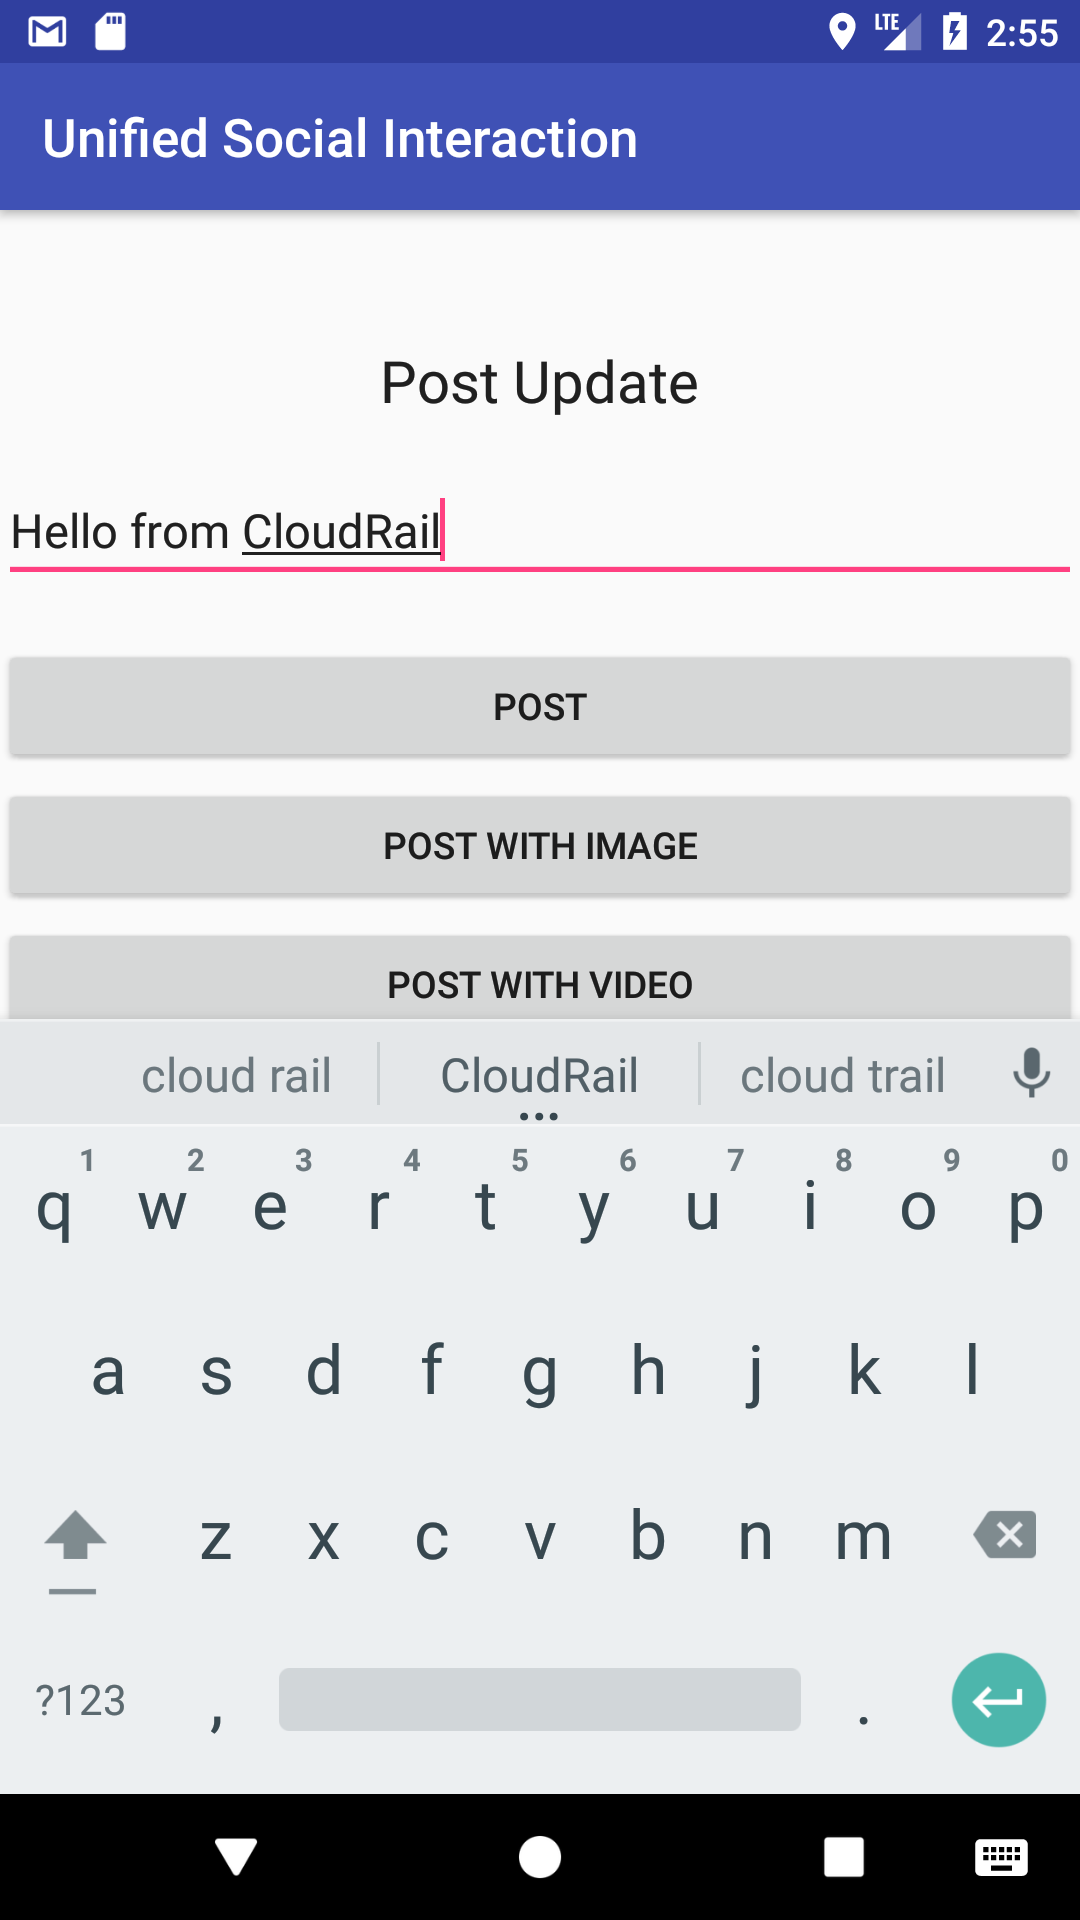 LTE 2:55
Unified Social Interaction
Post Update
Hello from CloudRail
POST
POST WITH IMAGE
POST WITH VIDEO
cloud rail CloudRail cloud trail
1 2 3 4 5 6 7 8 9 0
q w e r t y u i o p
a s d f g h j k l
z x c v b n m
?123 , .